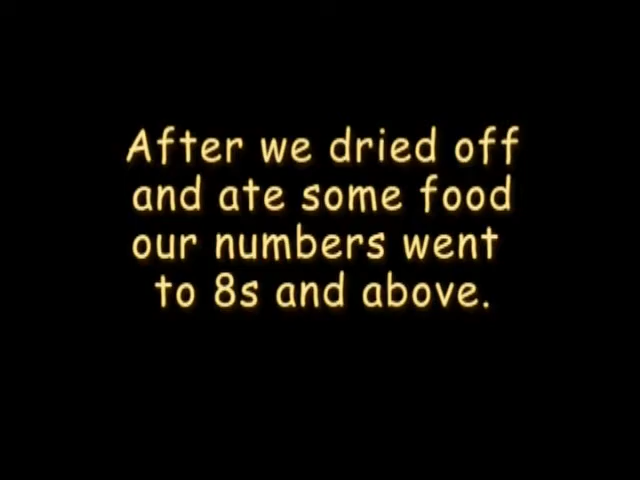 After we dried off
and ate some food
our numbers went
to 8s and above.